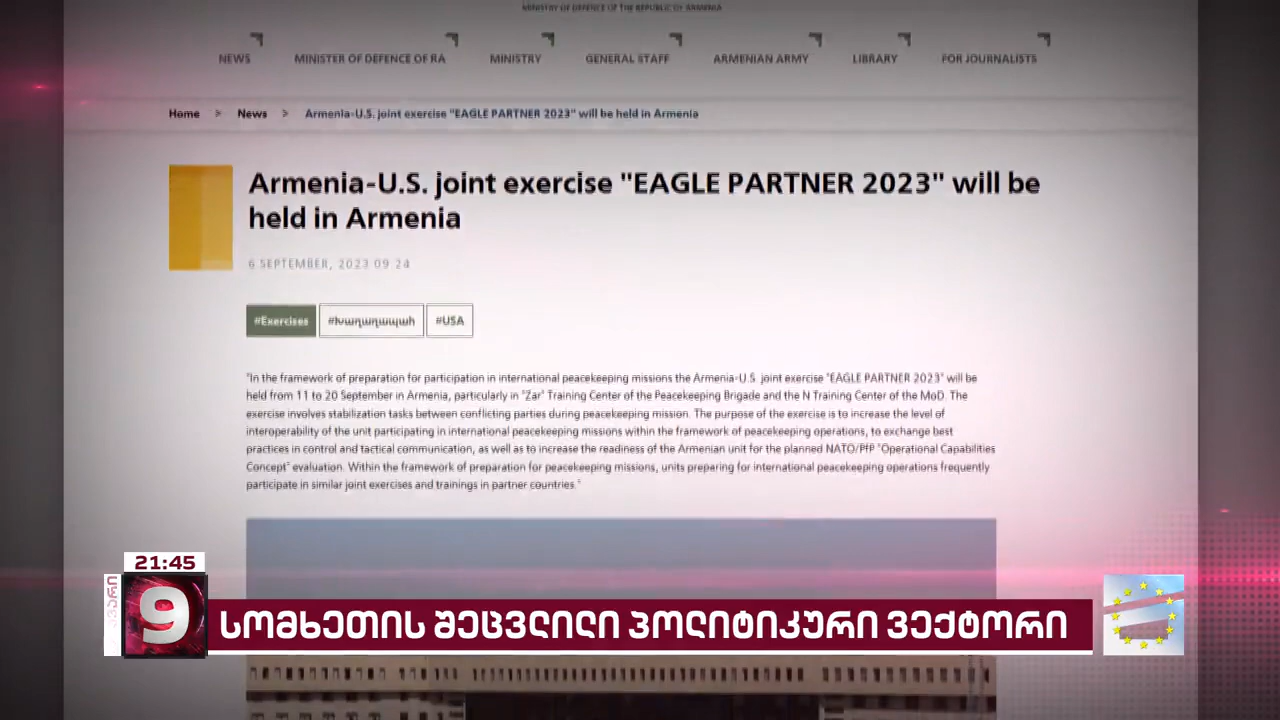 MINISTRY OF DEFENCE OF THE REPUBLIC OF ARMENIA
NEWS MINISTER OF DEFENCE OF RA MINISTRY GENERAL STAFF ARMENIAN ARMY LIBRARY FOR JOURNALISTS
Home > News > Armenia-U.S. joint exercise "EAGLE PARTNER 2023" will be held in Armenia
Armenia-U.S. joint exercise "EAGLE PARTNER 2023" will be
held in Armenia
6 SEPTEMBER, 2023 09:24
#Exercises #Խաղաղապահ #USA
"In the framework of preparation for participation in international peacekeeping missions the Armenia-U.S. joint exercise "EAGLE PARTNER 2023" will be
held from 11 to 20 September in Armenia, particularly in "Zar" Training Center of the Peacekeeping Brigade and the N Training Center of the MoD. The
exercise involves stabilization tasks between conflicting parties during peacekeeping mission. The purpose of the exercise is to increase the level of
interoperability of the unit participating in international peacekeeping missions within the framework of peacekeeping operations, to exchange best
practices in control and tactical communication, as well as to increase the readiness of the Armenian unit for the planned NATO/PfP "Operational Capabilities
Concept" evaluation. Within the framework of preparation for peacekeeping missions, units preparing for international peacekeeping operations frequently
participate in similar joint exercises and trainings in partner countries."
21:45
9
სომხეთის შეცვლილი პოლიტიკური ვექტორი